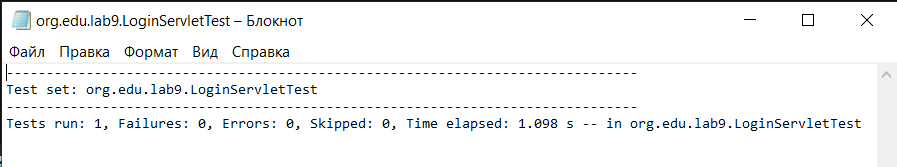 org.edu.lab9.LoginServletTest – Блокнот
Файл Правка Формат Вид Справка
-------------------------------------------------------------------------------
Test set: org.edu.lab9.LoginServletTest
-------------------------------------------------------------------------------
Tests run: 1, Failures: 0, Errors: 0, Skipped: 0, Time elapsed: 1.098 s -- in org.edu.lab9.LoginServletTest